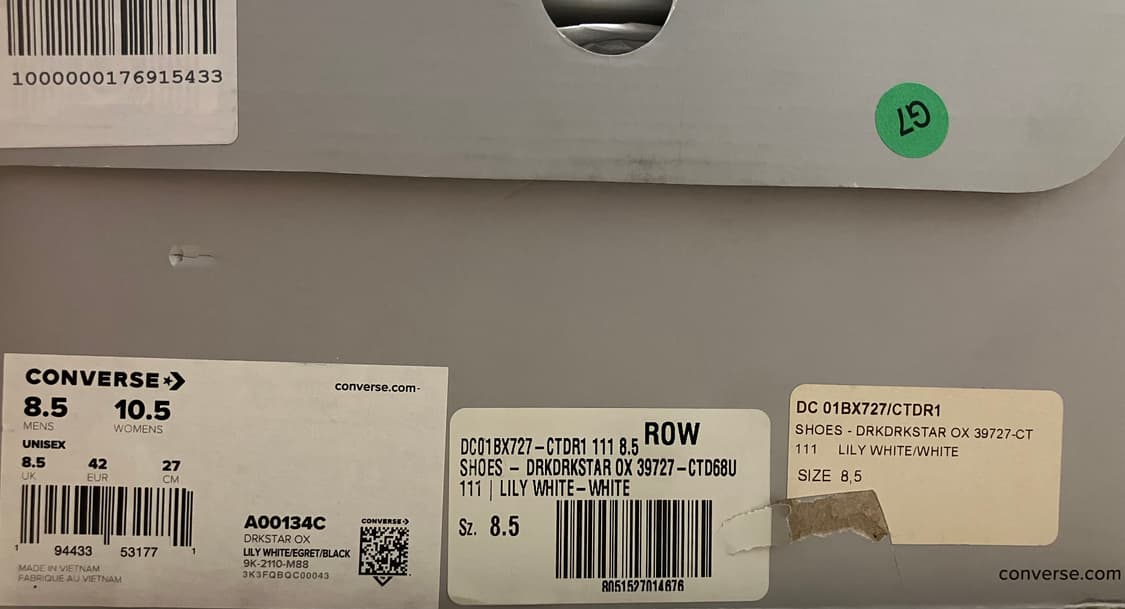 1000000176915433
G7
CONVERSE
converse.com
8.5 10.5
MENS WOMENS
UNISEX
8.5 42 27
UK EUR CM
1 94433 53177 1
MADE IN VIETNAM
FABRIQUE AU VIETNAM
A00134C
DRKSTAR OX
LILY WHITE/EGRET/BLACK
9K-2110-M88
3K3FQBQC00043
CONVERSE
DC01BX727-CTDR1 111 8.5 ROW
SHOES - DRKDRKSTAR OX 39727-CTD68U
111 | LILY WHITE-WHITE
Sz. 8.5
8051527014676
DC 01BX727/CTDR1
SHOES - DRKDRKSTAR OX 39727-CT
111 LILY WHITE/WHITE
SIZE 8,5
converse.com